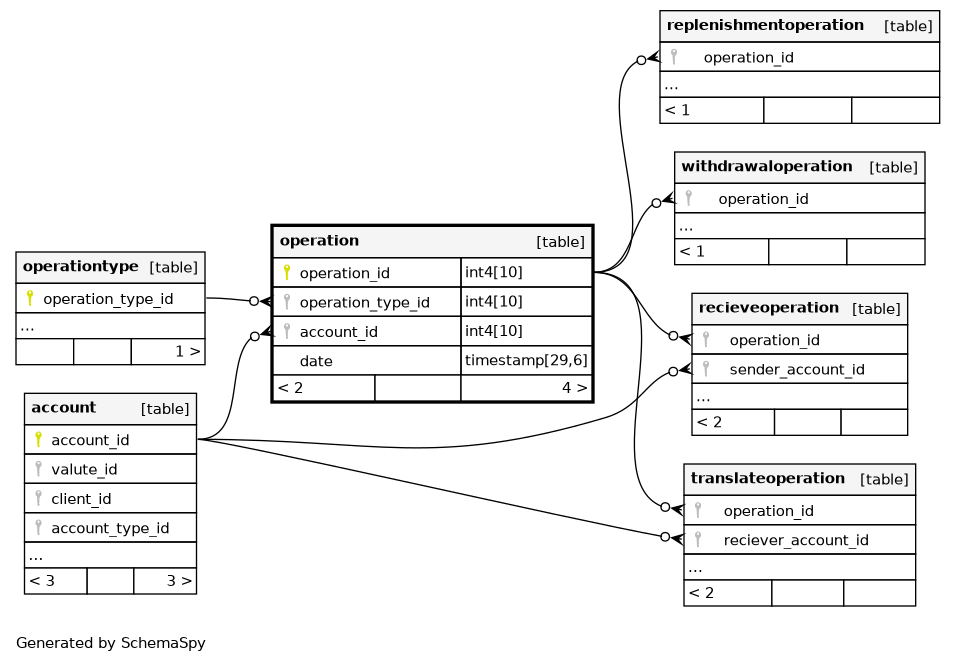 replenishmentoperation [table]
operation_id
...
< 1
withdrawaloperation [table]
operation_id
...
< 1
operation [table]
operation_id int4[10]
operation_type_id int4[10]
account_id int4[10]
date timestamp[29,6]
< 2 4 >
operationtype [table]
operation_type_id
...
1 >
recieveoperation [table]
operation_id
sender_account_id
...
< 2
account [table]
account_id
valute_id
client_id
account_type_id
...
< 3 3 >
translateoperation [table]
operation_id
reciever_account_id
...
< 2
Generated by SchemaSpy